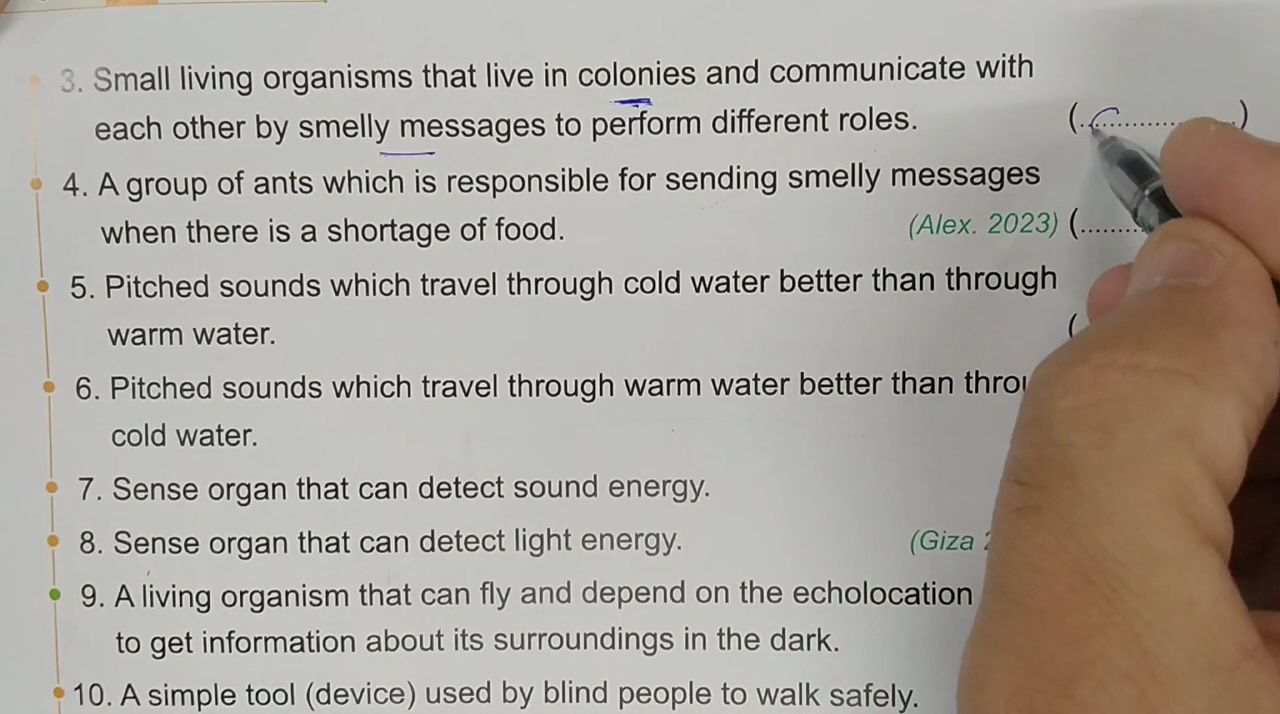 3. Small living organisms that live in colonies and communicate with
each other by smelly messages to perform different roles. (....................)
4. A group of ants which is responsible for sending smelly messages
when there is a shortage of food. (Alex. 2023) (........
5. Pitched sounds which travel through cold water better than through
warm water. (
6. Pitched sounds which travel through warm water better than
cold water.
7. Sense organ that can detect sound energy.
8. Sense organ that can detect light energy. (Giza
9. A living organism that can fly and depend on the echolocation
to get information about its surroundings in the dark.
10. A simple tool (device) used by blind people to walk safely.